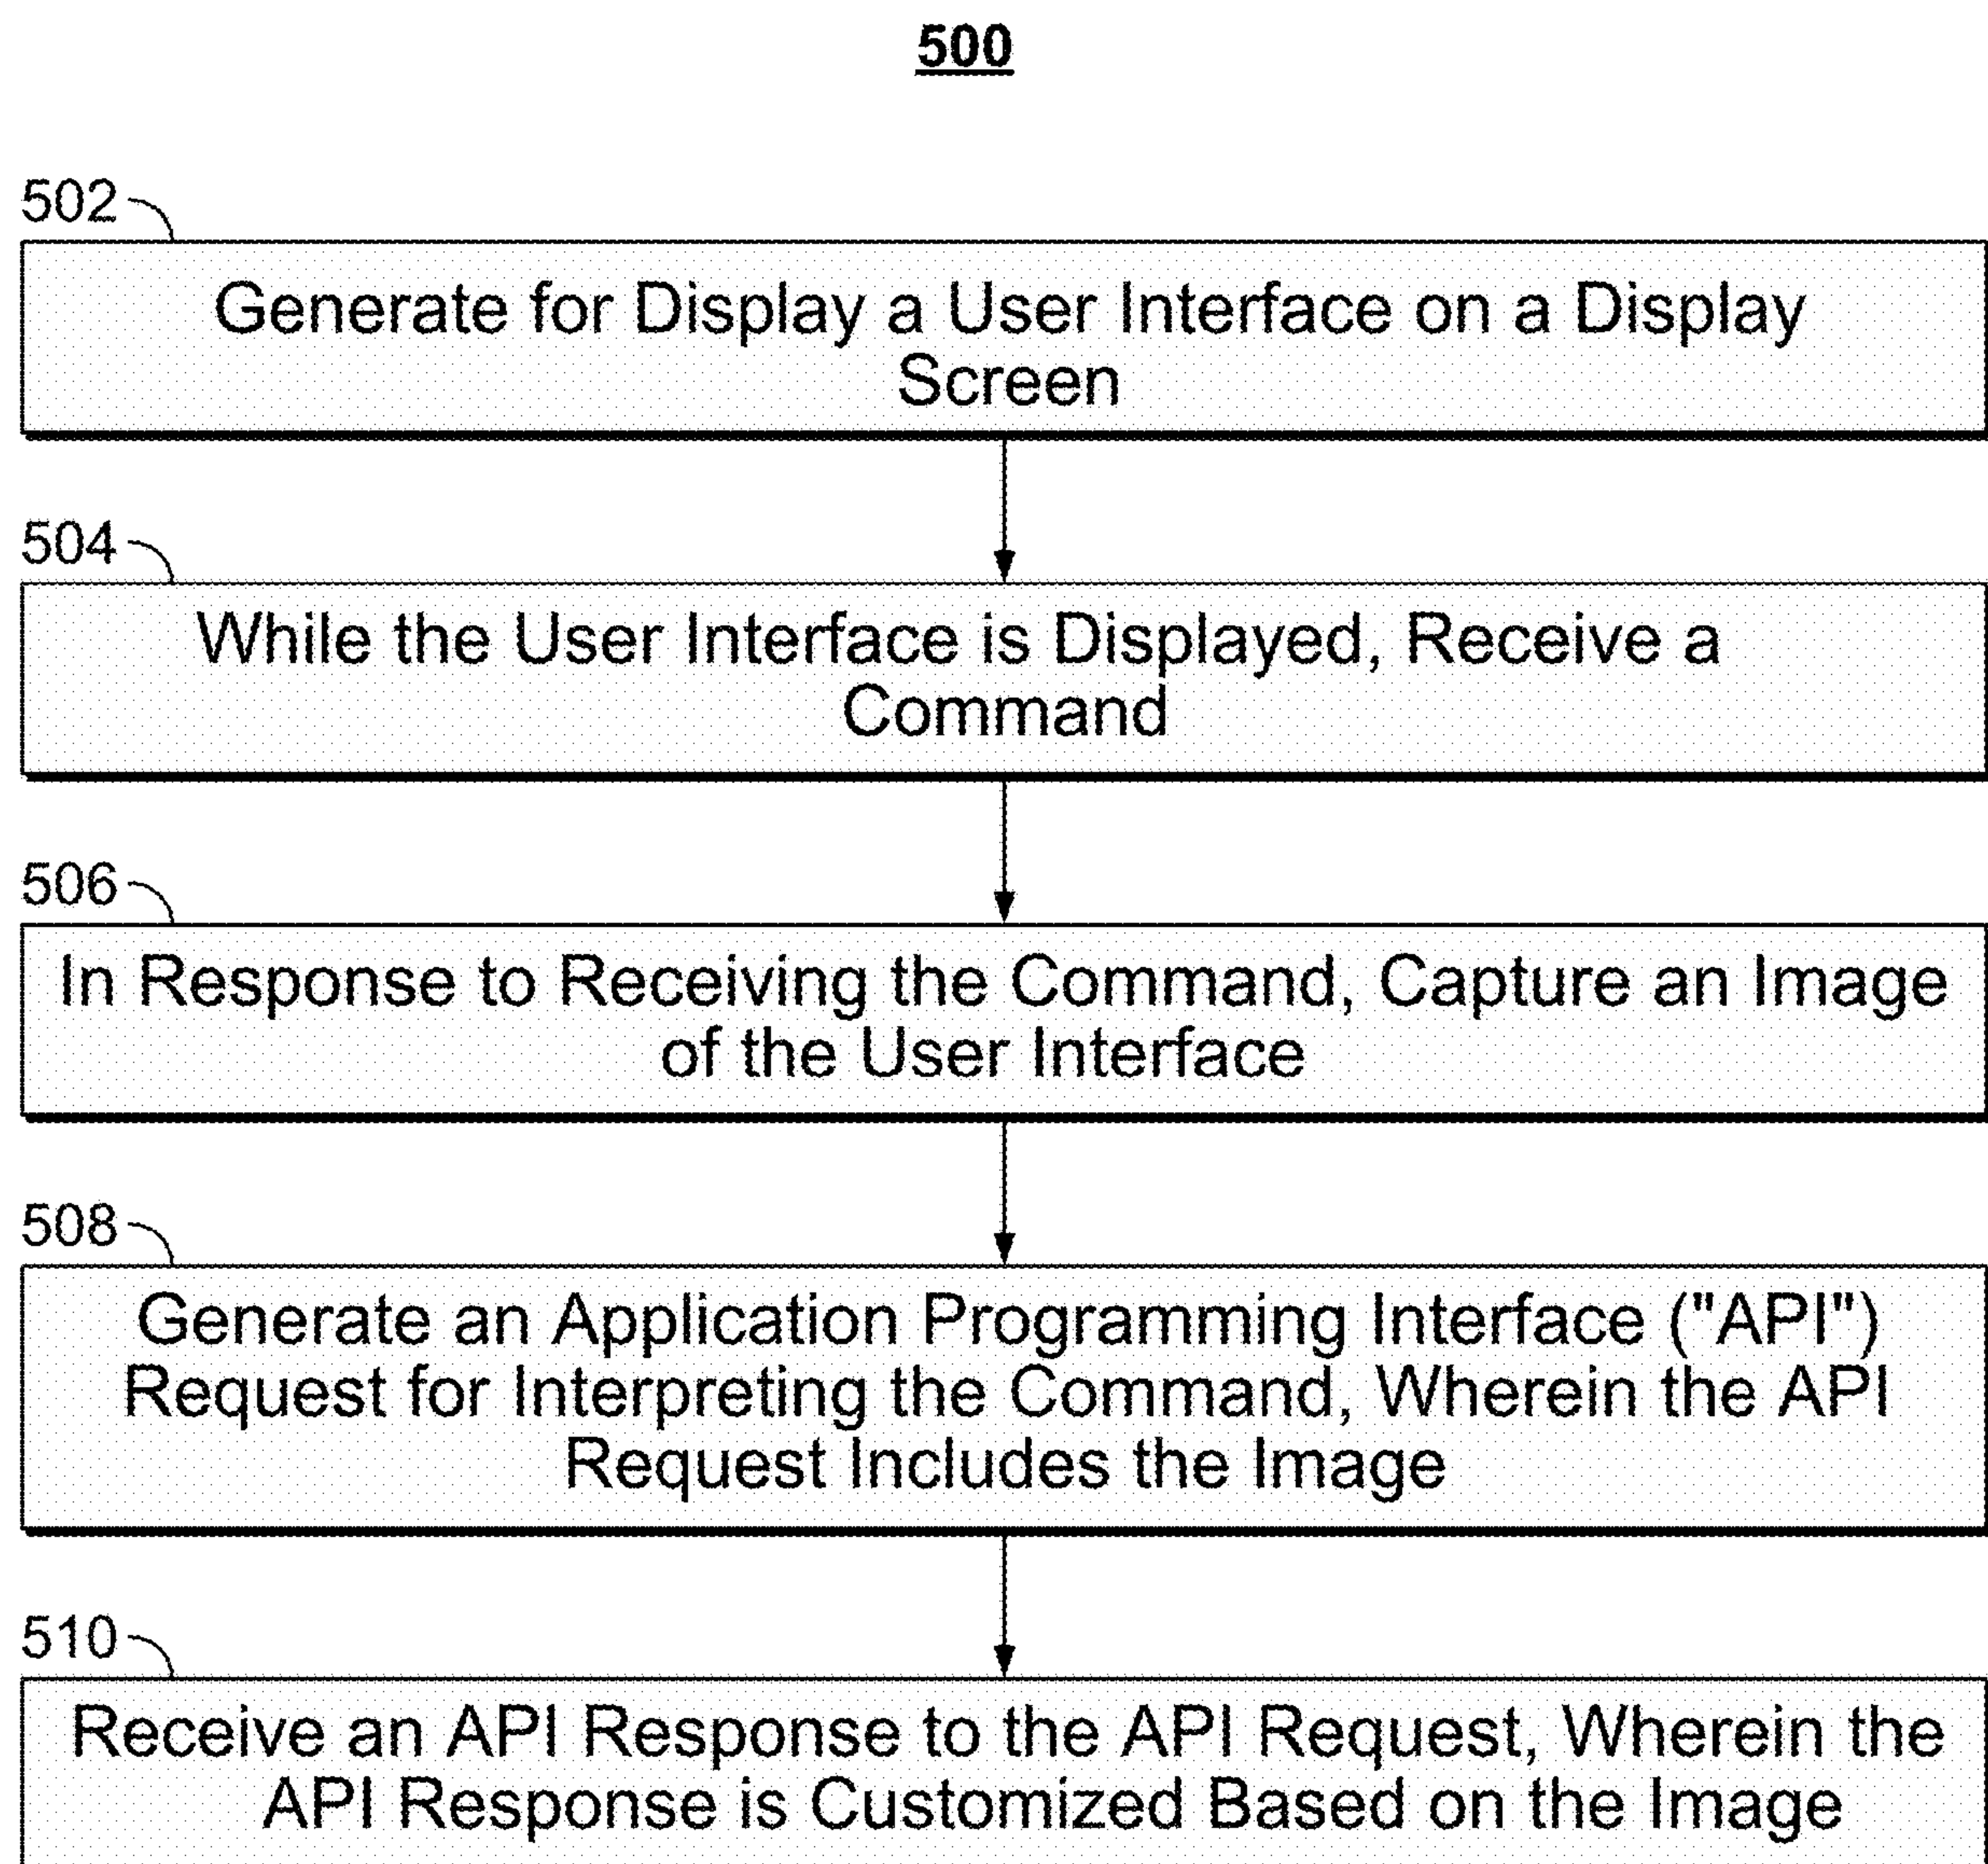 500
502
Generate for Display a User Interface on a Display
Screen
504
While the User Interface is Displayed, Receive a
Command
506
In Response to Receiving the Command, Capture an Image
of the User Interface
508
Generate an Application Programming Interface ("API")
Request for Interpreting the Command, Wherein the API
Request Includes the Image
510
Receive an API Response to the API Request, Wherein the
API Response is Customized Based on the Image